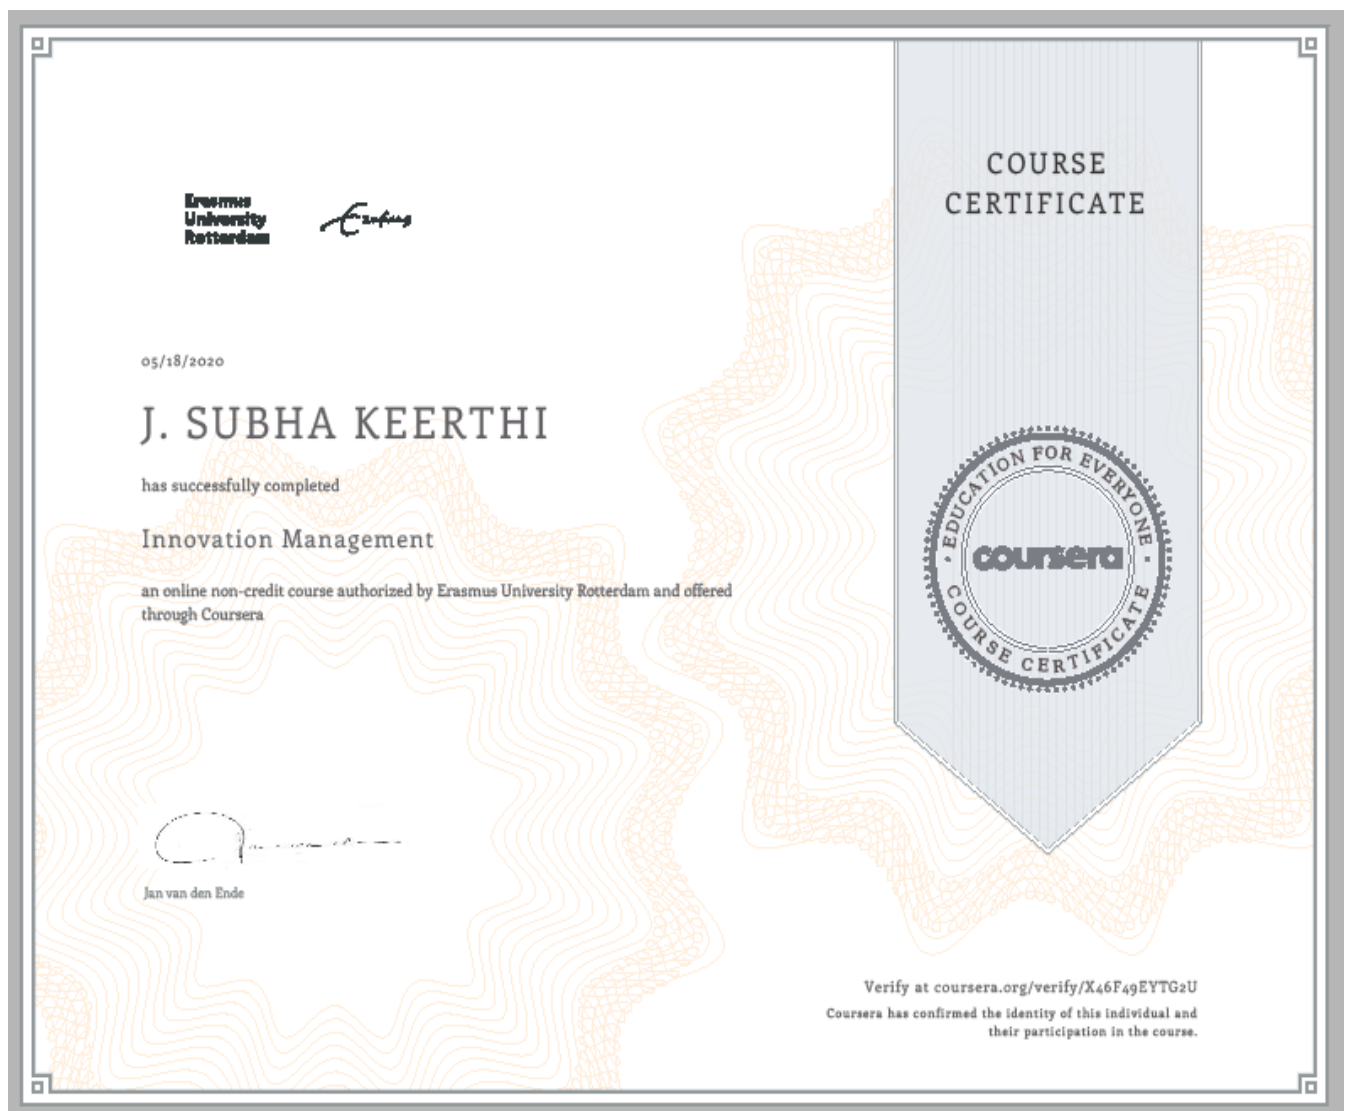 Erasmus
University
Rotterdam
Erasmus
COURSE
CERTIFICATE
05/18/2020
J. SUBHA KEERTHI
has successfully completed
Innovation Management
an online non-credit course authorized by Erasmus University Rotterdam and offered
through Coursera
EDUCATION FOR EVERYONE
coursera
COURSE CERTIFICATE
Jan van den Ende
Verify at coursera.org/verify/X46F49EYTG2U
Coursera has confirmed the identity of this individual and
their participation in the course.